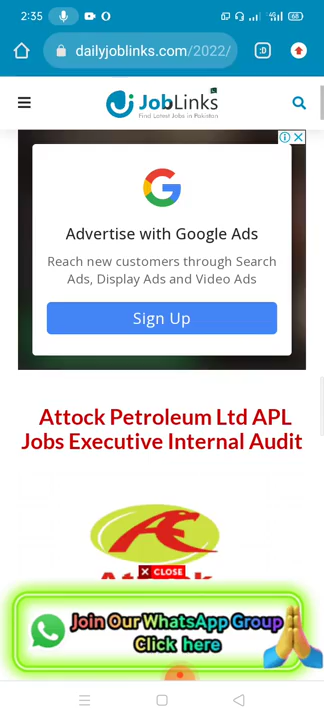 2:35
68
dailyjoblinks.com/2022/
:D
JobLinks
Find Latest Jobs in Pakistan
Advertise with Google Ads
Reach new customers through Search
Ads, Display Ads and Video Ads
Sign Up
Attock Petroleum Ltd APL
Jobs Executive Internal Audit
X CLOSE
Join Our WhatsApp Group
Click here